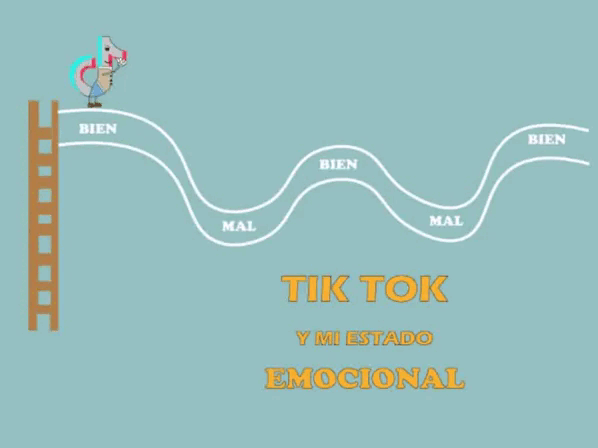 BIEN
MAL
BIEN
MAL
BIEN
TIK TOK
Y MI ESTADO
EMOCIONAL